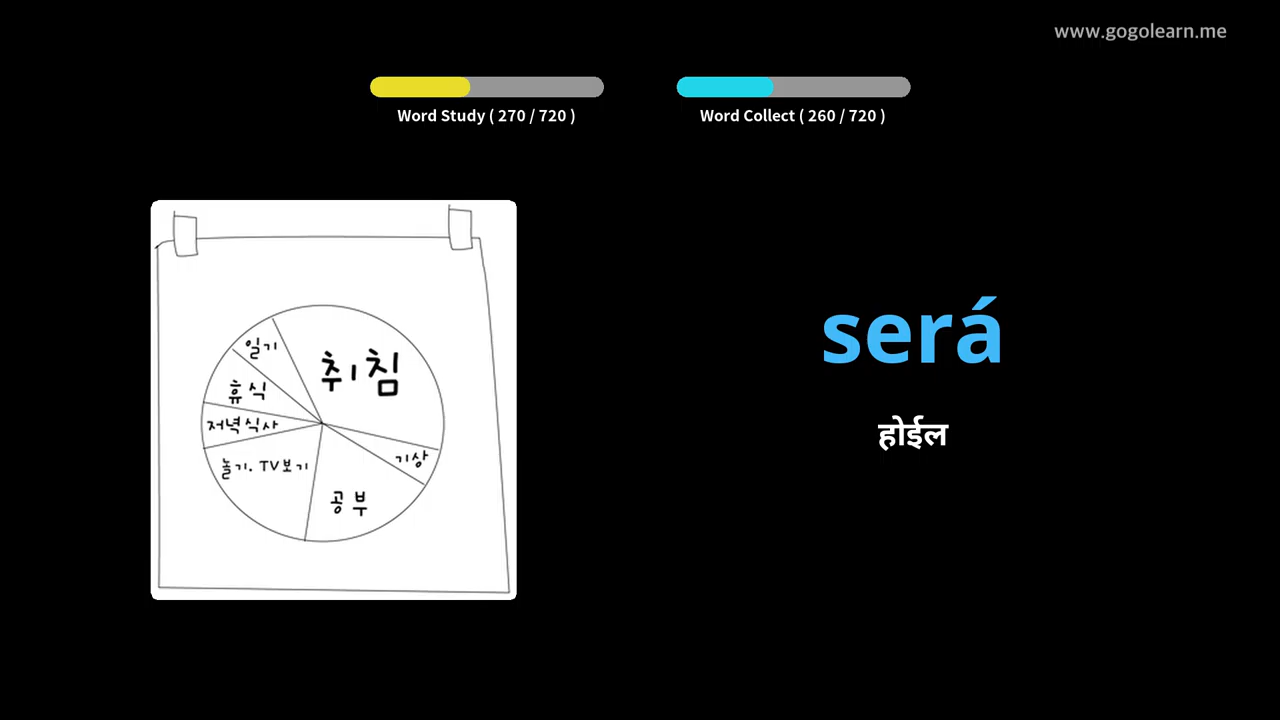 www.gogolearn.me
Word Study ( 270 / 720 )
Word Collect ( 260 / 720 )
일기
취침
휴식
저녁식사
놀기. TV보기
기상
공부
será
होईल